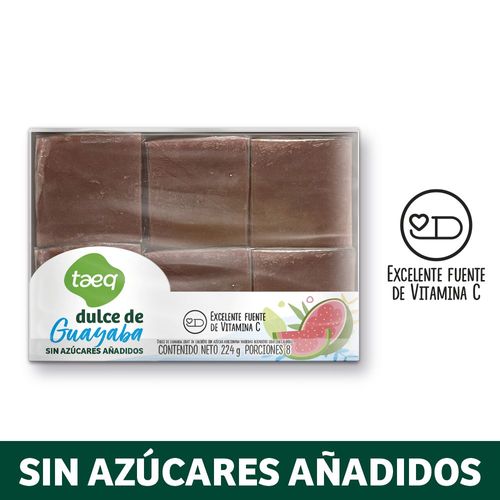 taeq
dulce de
Guayaba
SIN AZÚCARES AÑADIDOS
EXCELENTE FUENTE
DE VITAMINA C
CONTENIDO NETO 224 g PORCIONES 8
EXCELENTE FUENTE
DE VITAMINA C
SIN AZÚCARES AÑADIDOS